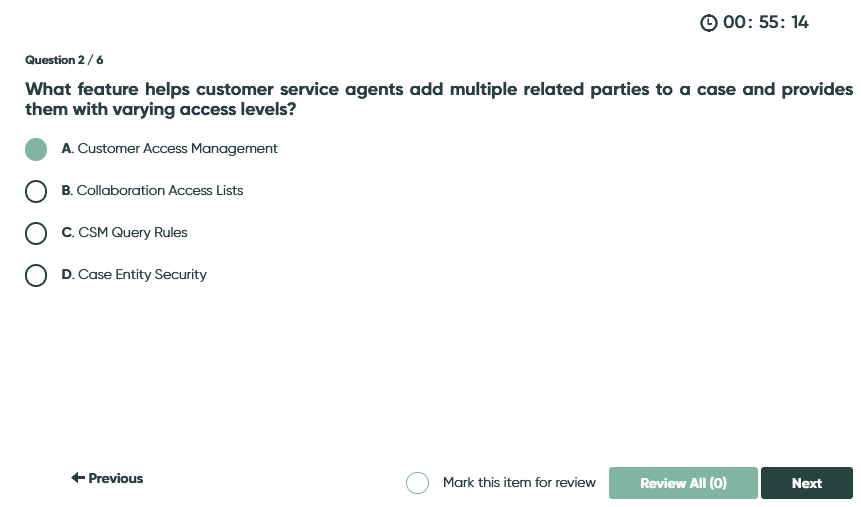 00: 55: 14
Question 2 / 6
What feature helps customer service agents add multiple related parties to a case and provides
them with varying access levels?
A. Customer Access Management
B. Collaboration Access Lists
C. CSM Query Rules
D. Case Entity Security
Previous
Mark this item for review
Review All (0)
Next